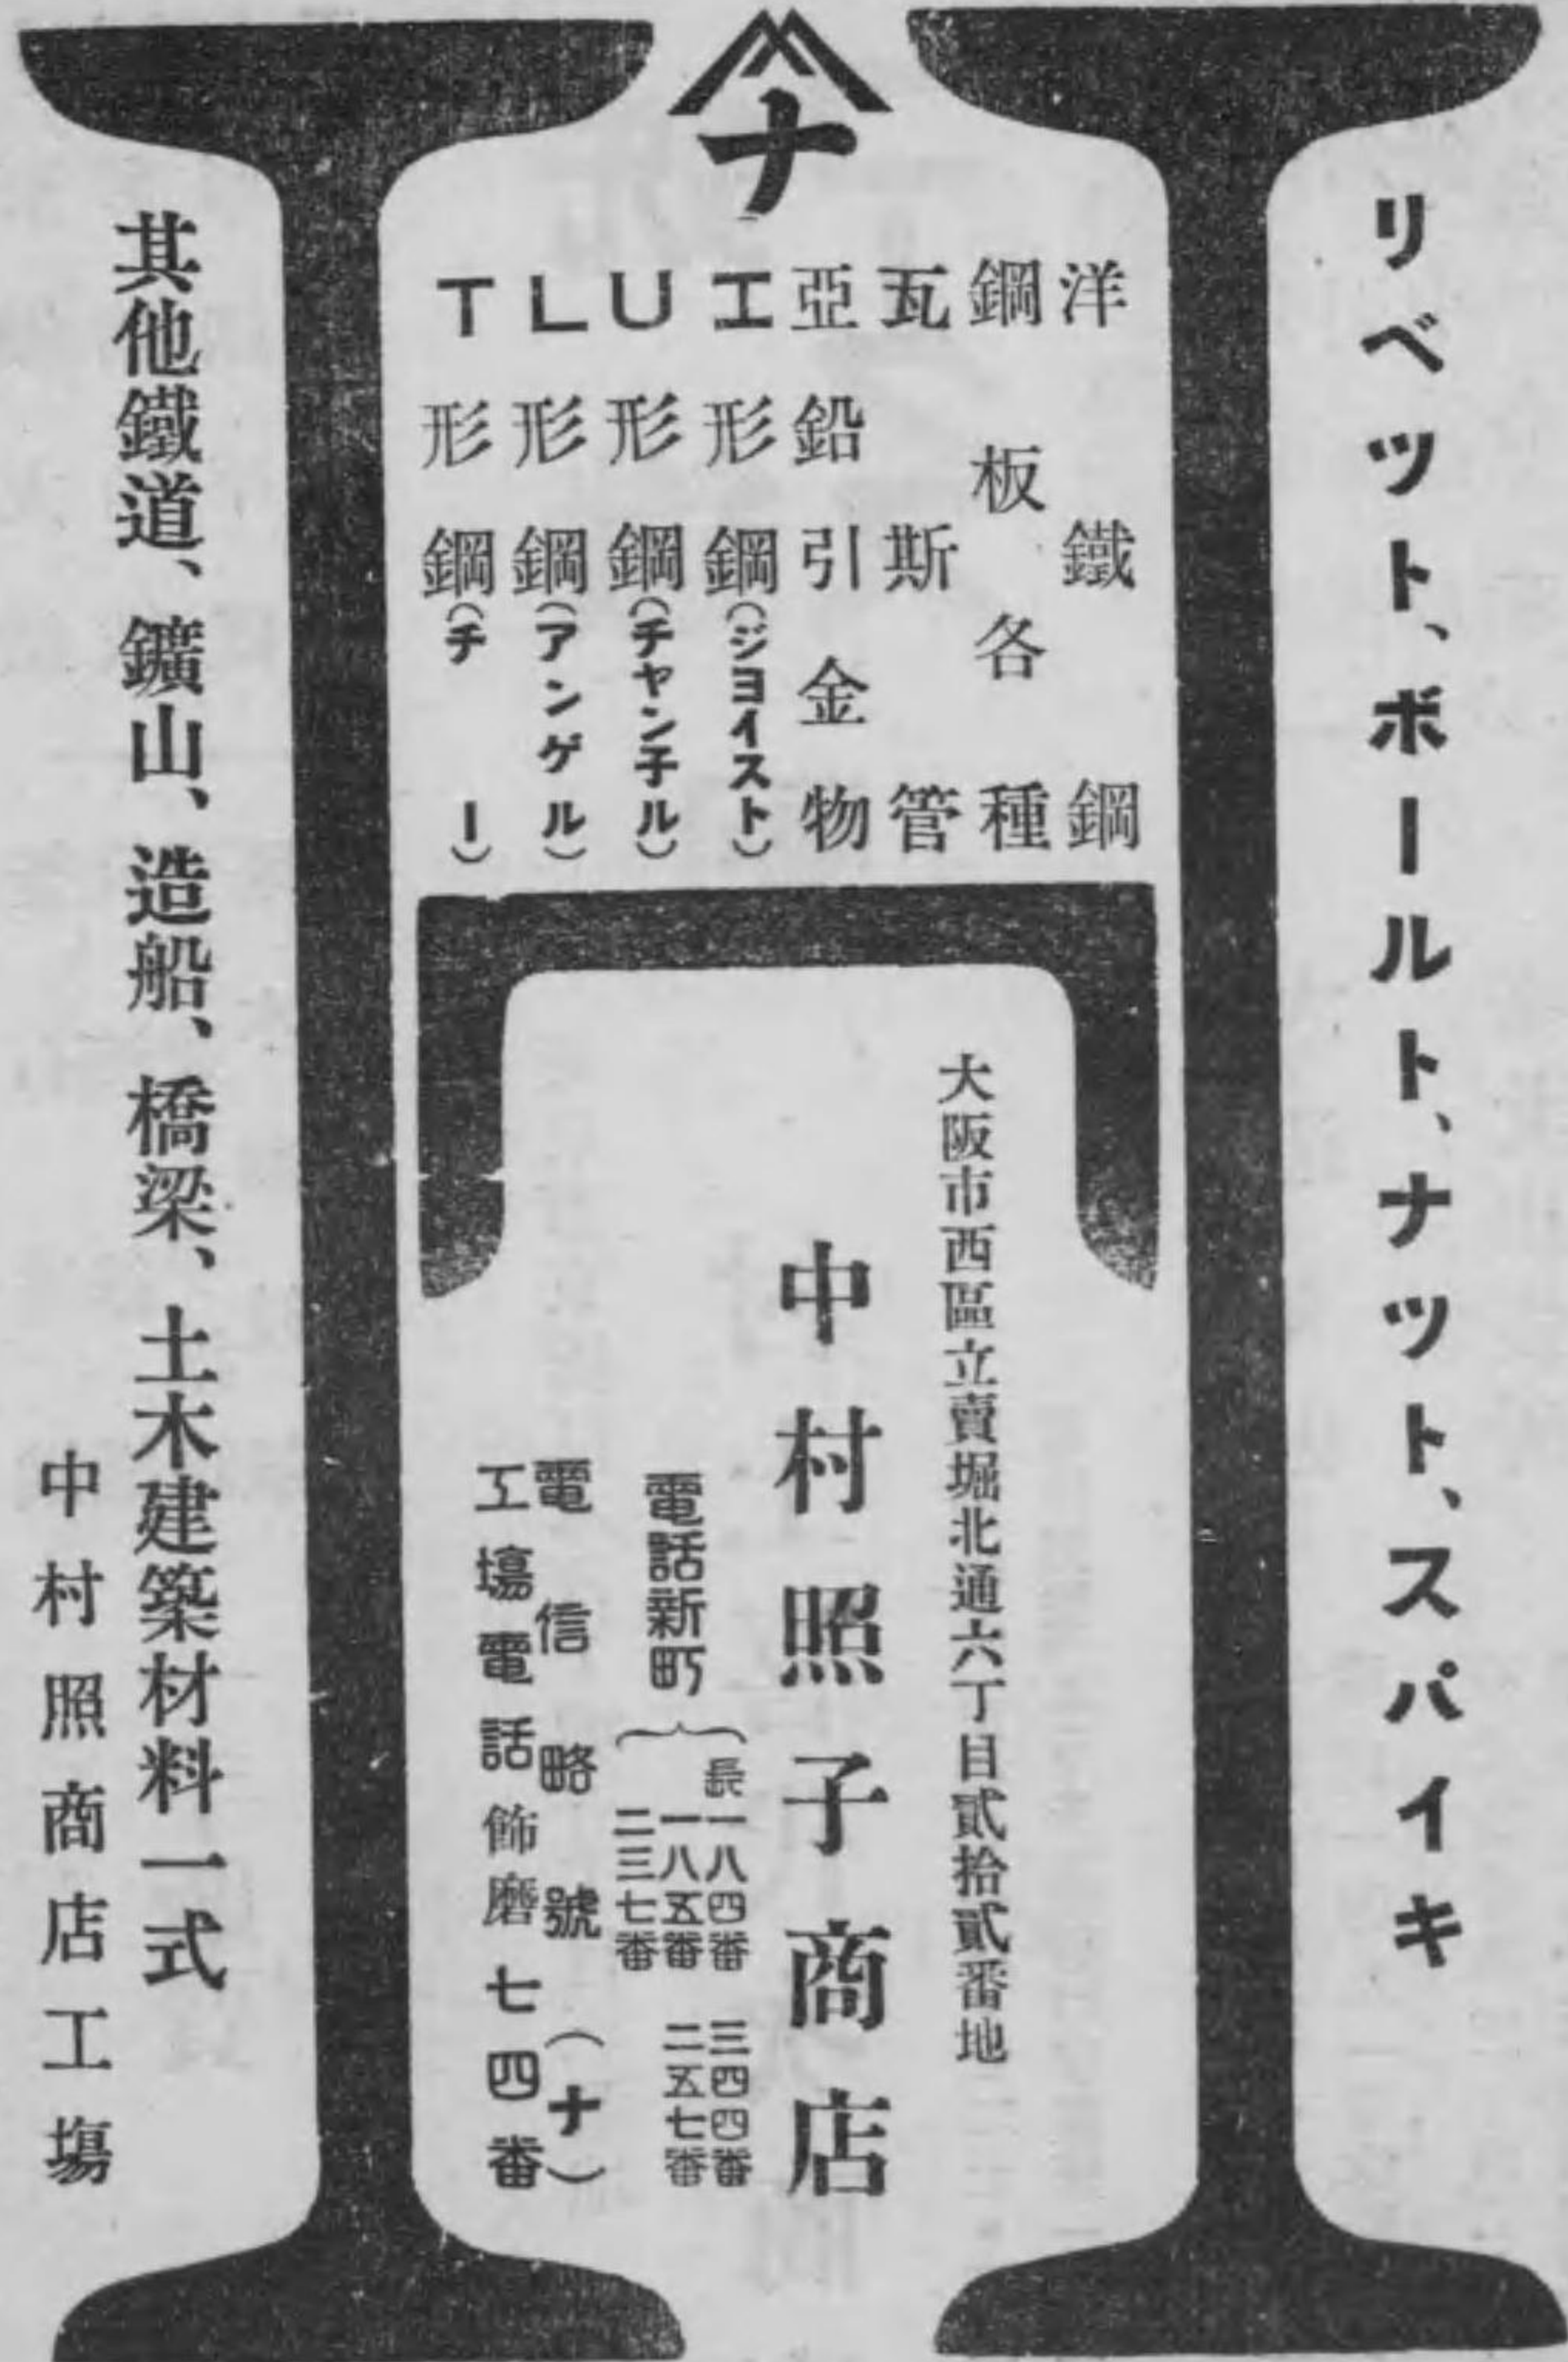 ナ
リベツト、ボールト、ナツト、スパイキ
洋鐵鋼
鋼板各種
瓦斯管
亞鉛引金物
工形鋼(ジヨイスト)
U形鋼(チヤン子ル)
L形鋼(アンゲル)
T形鋼(チー)
大阪市西區立賣堀北通六丁目貳拾貳番地
中村照子商店
電話新町
長一八四番 三四四番
一八五番 二五七番
二三七番
電信略號(ナ)
工塲電話飾磨七四番
其他鐵道、鑛山、造船、橋梁、土木建築材料一式
中村照商店工塲